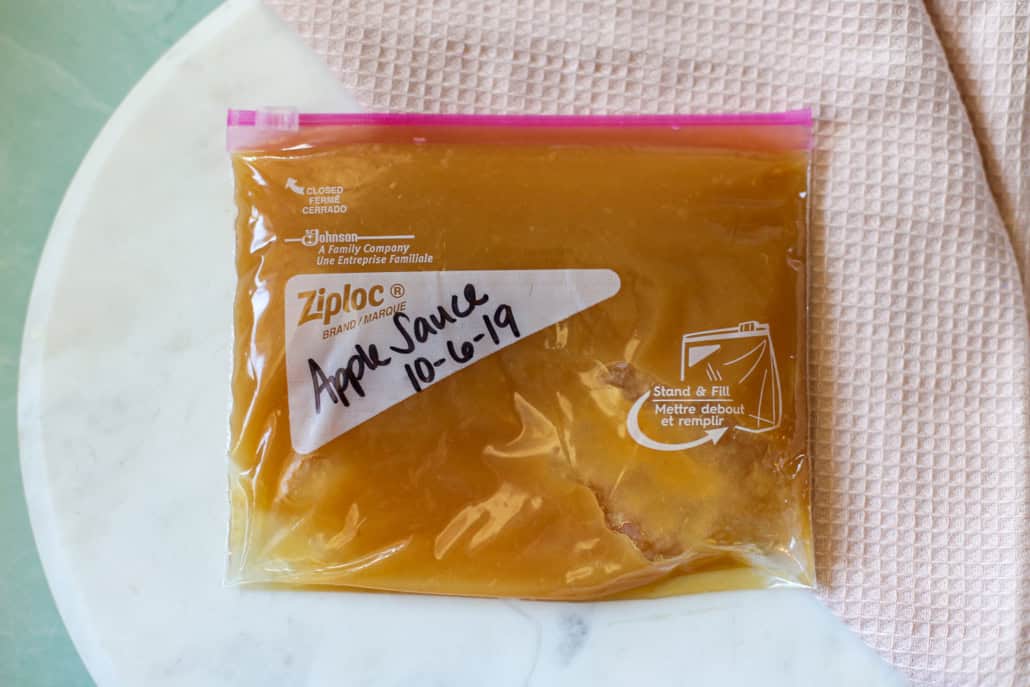 CLOSED
FERMÉ
CERRADO
Johnson
A Family Company
Une Entreprise Familiale
Ziploc ®
BRAND / MARQUE
Apple Sauce
10-6-19
Stand & Fill
Mettre debout
et remplir